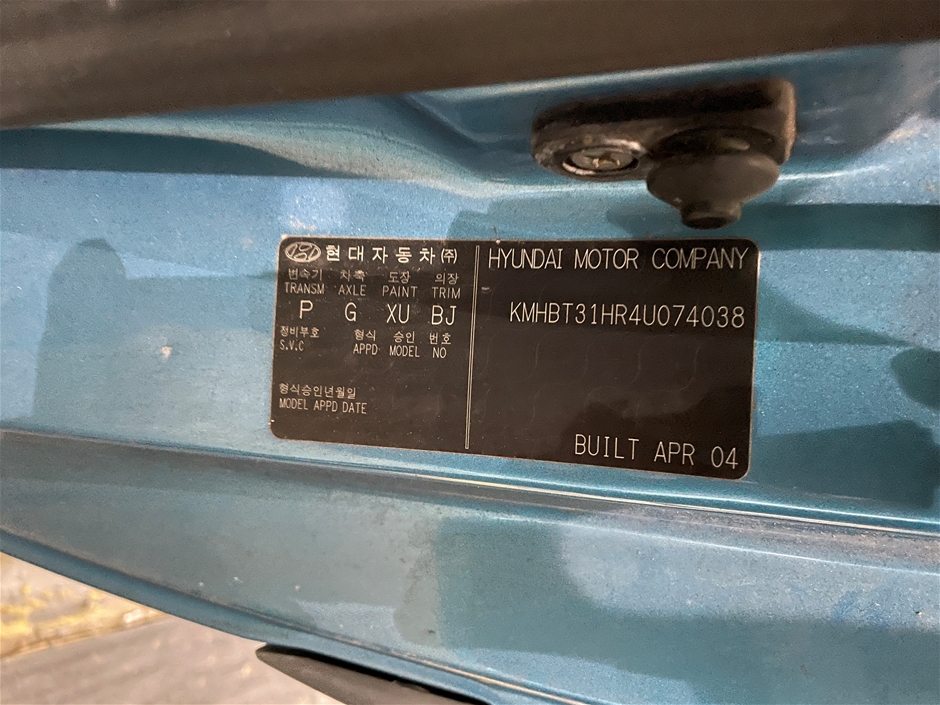 현대자동차(주)
변속기 차축 도장 의장
TRANSM AXLE PAINT TRIM
P G XU BJ
정비부호 형식 승인 번호
S.V.C APPD MODEL NO
형식승인년월일
MODEL APPD DATE
HYUNDAI MOTOR COMPANY
KMHBT31HR4U074038
BUILT APR 04